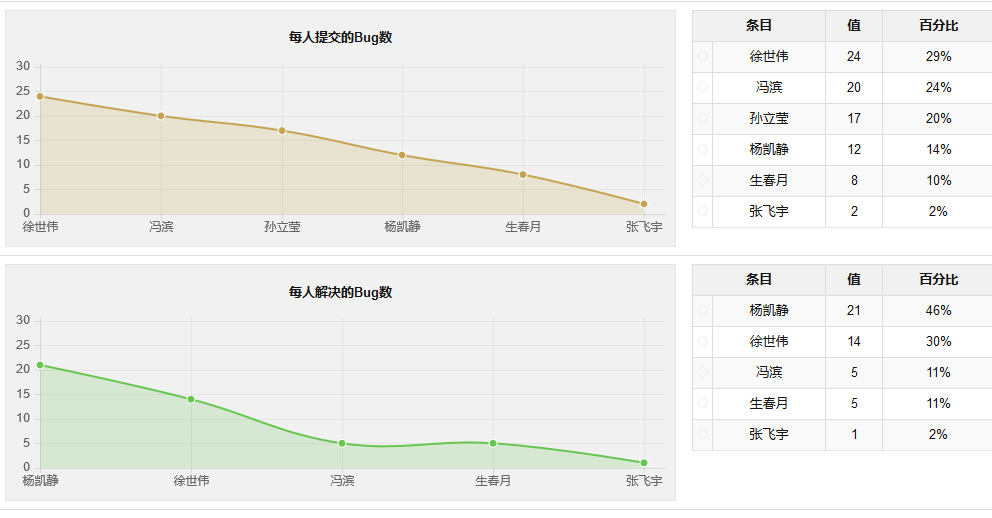 每人提交的Bug数
30
25
20
15
10
5
0
徐世伟 冯滨 孙立莹 杨凯静 生春月 张飞宇
条目 值 百分比
徐世伟 24 29%
冯滨 20 24%
孙立莹 17 20%
杨凯静 12 14%
生春月 8 10%
张飞宇 2 2%
每人解决的Bug数
30
25
20
15
10
5
0
杨凯静 徐世伟 冯滨 生春月 张飞宇
条目 值 百分比
杨凯静 21 46%
徐世伟 14 30%
冯滨 5 11%
生春月 5 11%
张飞宇 1 2%